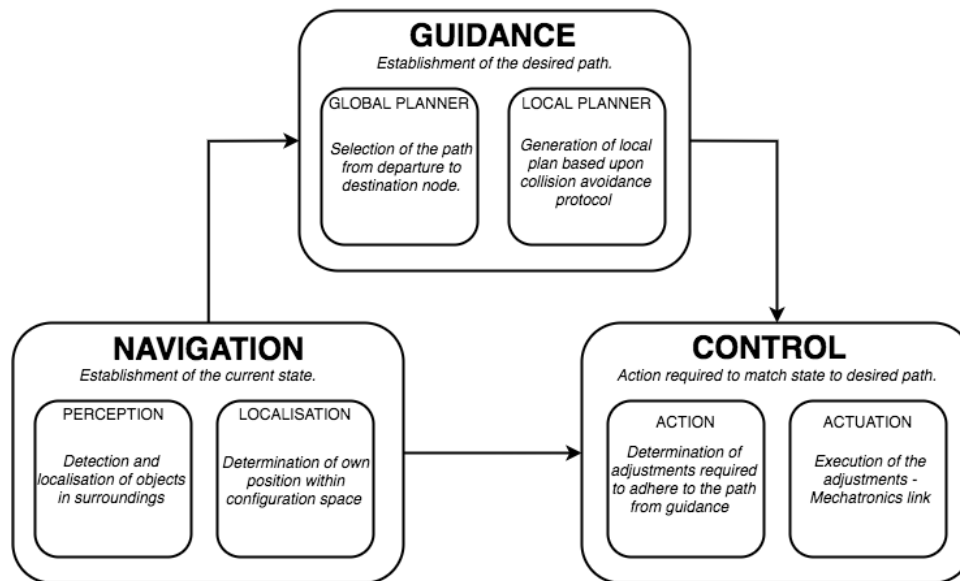 GUIDANCE
Establishment of the desired path.
GLOBAL PLANNER
Selection of the path
from departure to
destination node.
LOCAL PLANNER
Generation of local
plan based upon
collision avoidance
protocol
NAVIGATION
Establishment of the current state.
PERCEPTION
Detection and
localisation of objects
in surroundings
LOCALISATION
Determination of own
position within
configuration space
CONTROL
Action required to match state to desired path.
ACTION
Determination of
adjustments required
to adhere to the path
from guidance
ACTUATION
Execution of the
adjustments -
Mechatronics link